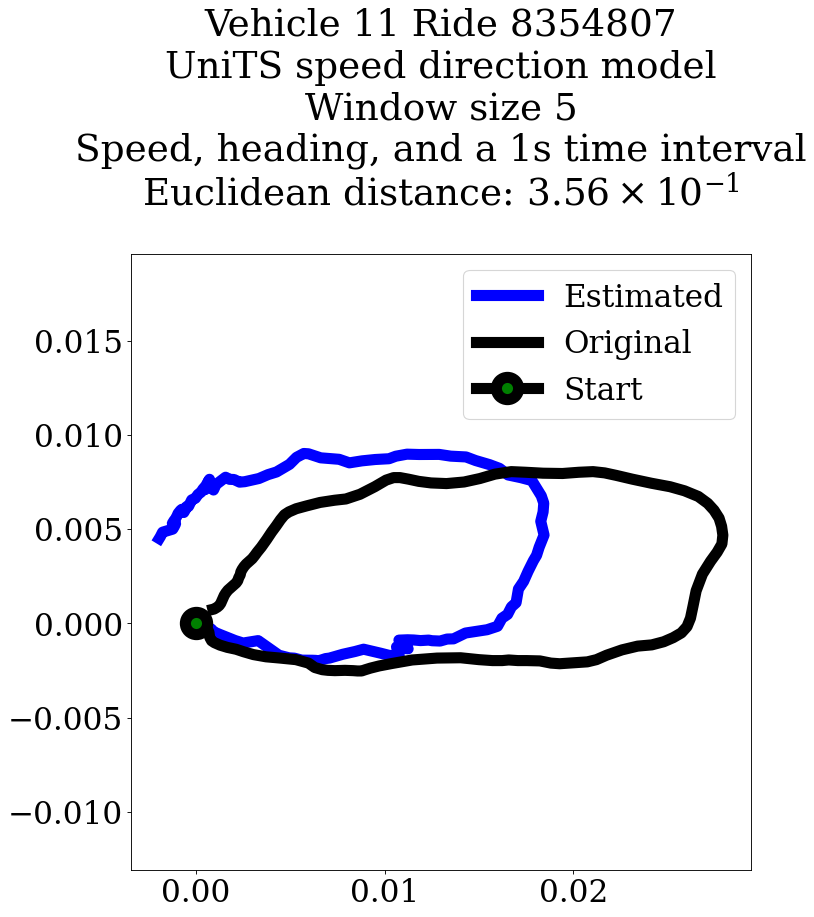 Vehicle 11 Ride 8354807
UniTS speed direction model
Window size 5
Speed, heading, and a 1s time interval
Euclidean distance: 3.56 × 10⁻¹
Estimated
Original
Start
0.015
0.010
0.005
0.000
−0.005
−0.010
0.00 0.01 0.02